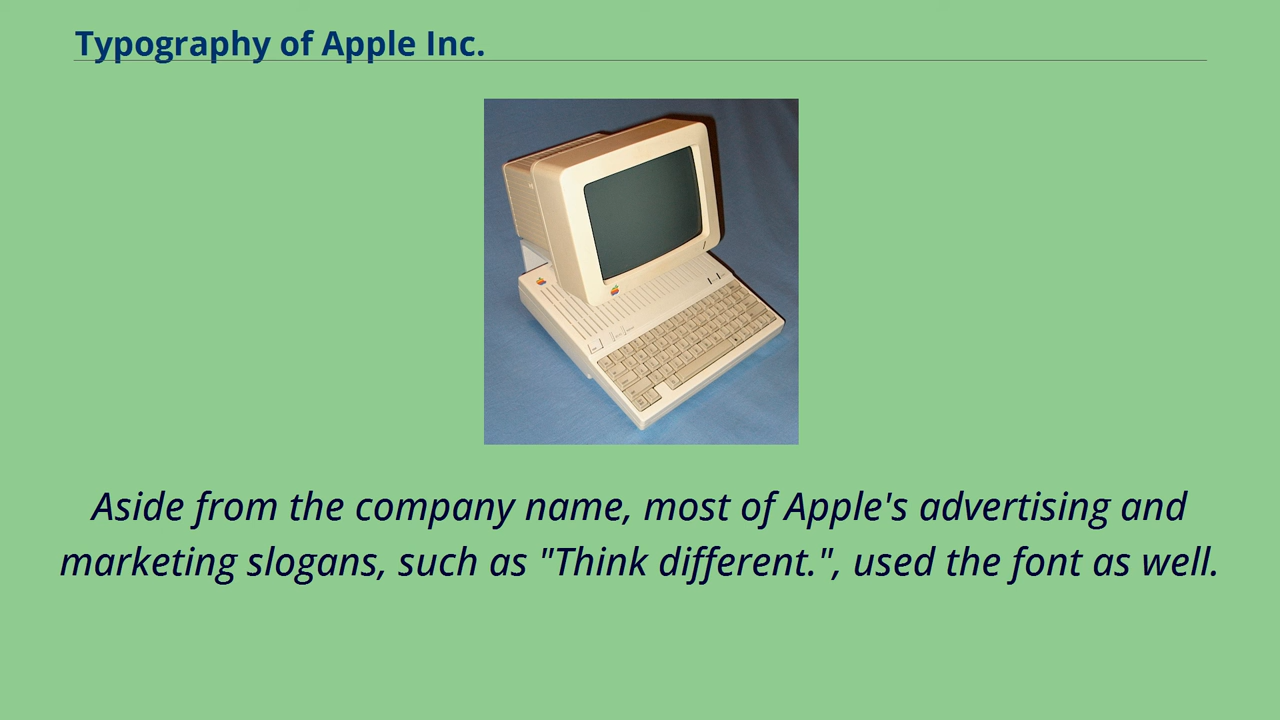 Typography of Apple Inc.
Aside from the company name, most of Apple's advertising and
marketing slogans, such as "Think different.", used the font as well.